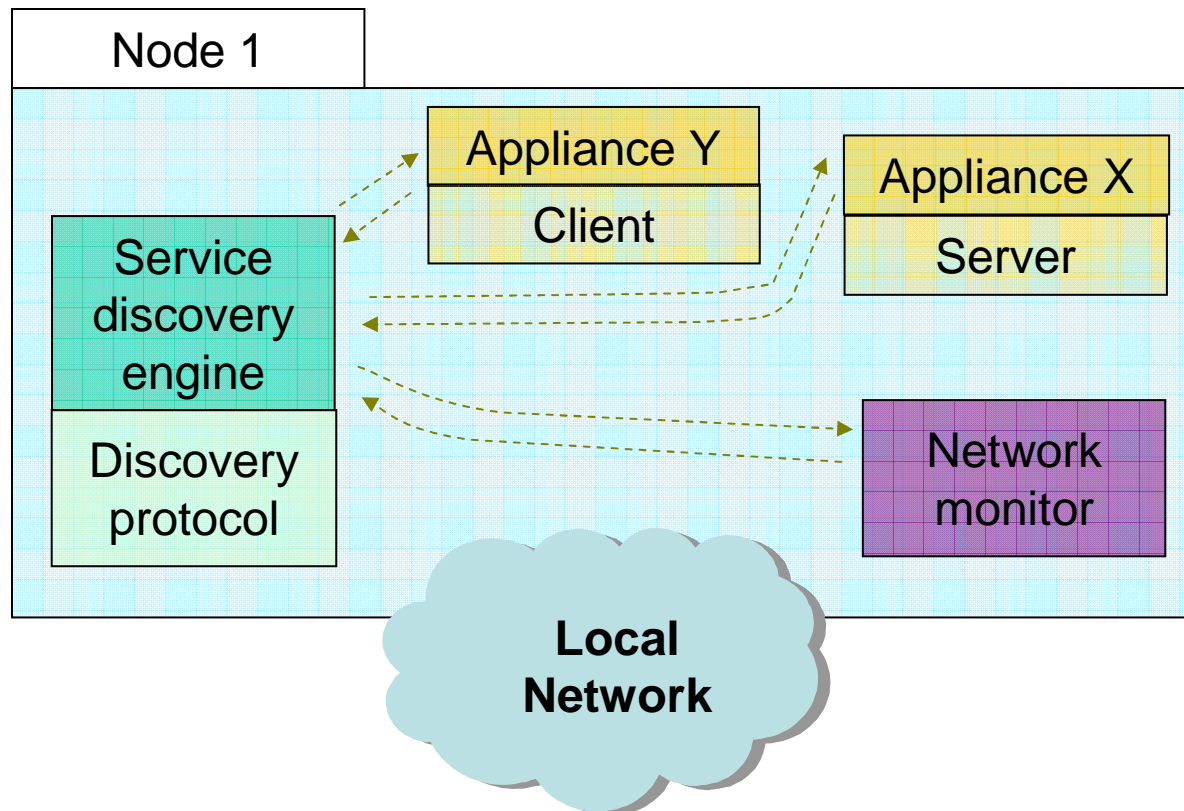 Node 1
Appliance Y
Client
Appliance X
Server
Service
discovery
engine
Discovery
protocol
Network
monitor
Local
Network